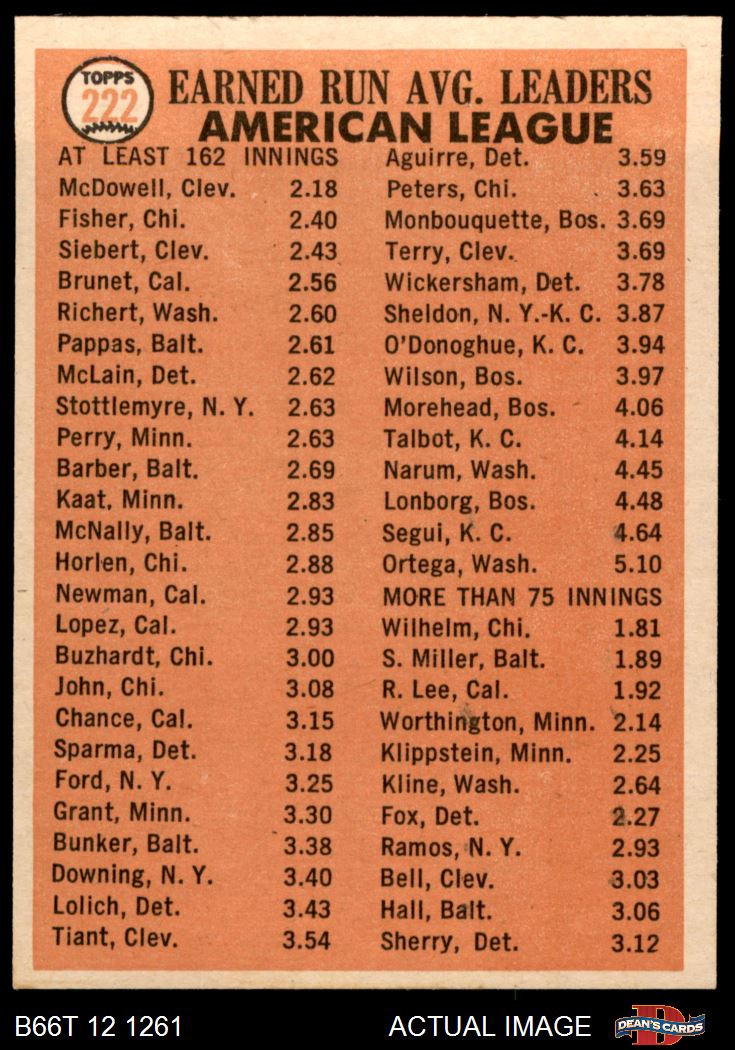 TOPPS
222
EARNED RUN AVG. LEADERS
AMERICAN LEAGUE
AT LEAST 162 INNINGS
McDowell, Clev. 2.18
Fisher, Chi. 2.40
Siebert, Clev. 2.43
Brunet, Cal. 2.56
Richert, Wash. 2.60
Pappas, Balt. 2.61
McLain, Det. 2.62
Stottlemyre, N. Y. 2.63
Perry, Minn. 2.63
Barber, Balt. 2.69
Kaat, Minn. 2.83
McNally, Balt. 2.85
Horlen, Chi. 2.88
Newman, Cal. 2.93
Lopez, Cal. 2.93
Buzhardt, Chi. 3.00
John, Chi. 3.08
Chance, Cal. 3.15
Sparma, Det. 3.18
Ford, N. Y. 3.25
Grant, Minn. 3.30
Bunker, Balt. 3.38
Downing, N. Y. 3.40
Lolich, Det. 3.43
Tiant, Clev. 3.54
Aguirre, Det. 3.59
Peters, Chi. 3.63
Monbouquette, Bos. 3.69
Terry, Clev. 3.69
Wickersham, Det. 3.78
Sheldon, N. Y.-K. C. 3.87
O'Donoghue, K. C. 3.94
Wilson, Bos. 3.97
Morehead, Bos. 4.06
Talbot, K. C. 4.14
Narum, Wash. 4.45
Lonborg, Bos. 4.48
Segui, K. C. 4.64
Ortega, Wash. 5.10
MORE THAN 75 INNINGS
Wilhelm, Chi. 1.81
S. Miller, Balt. 1.89
R. Lee, Cal. 1.92
Worthington, Minn. 2.14
Klippstein, Minn. 2.25
Kline, Wash. 2.64
Fox, Det. 2.27
Ramos, N. Y. 2.93
Bell, Clev. 3.03
Hall, Balt. 3.06
Sherry, Det. 3.12
B66T 12 1261
ACTUAL IMAGE
DEAN'S CARDS